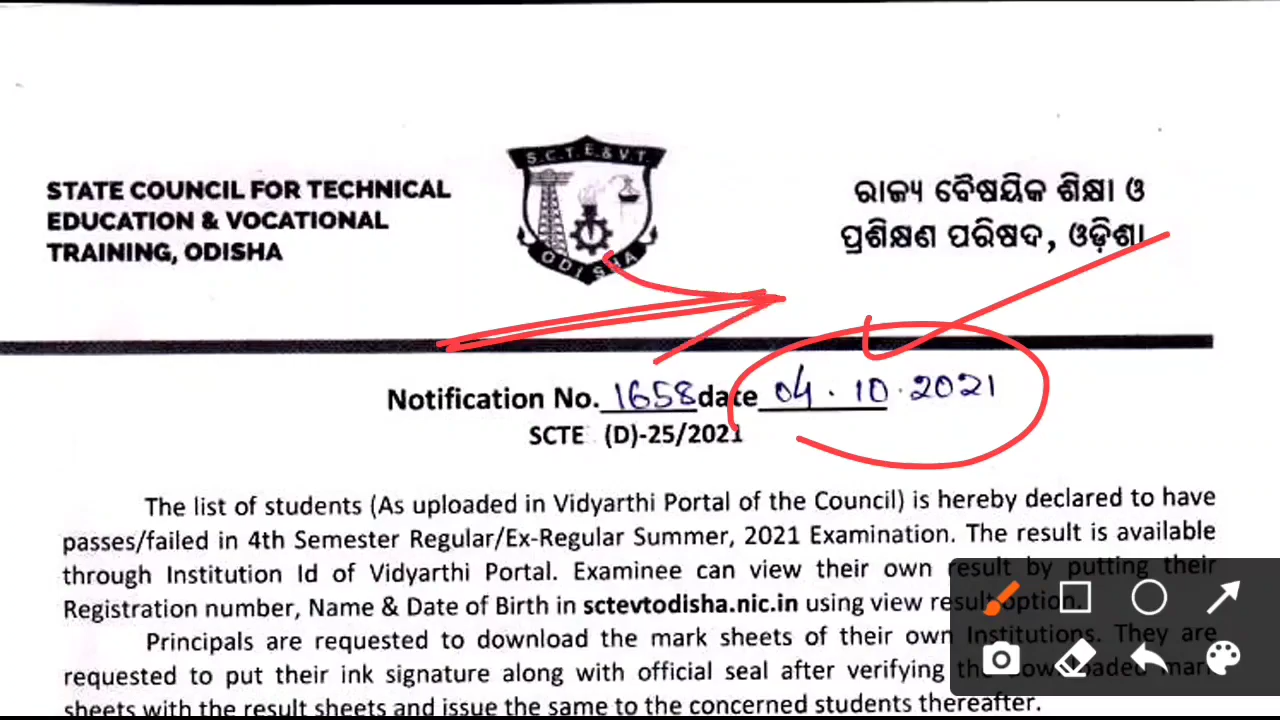 STATE COUNCIL FOR TECHNICAL
EDUCATION & VOCATIONAL
TRAINING, ODISHA
S.C.T.E.&V.T.
ODISHA
ରାଜ୍ୟ ବୈଷୟିକ ଶିକ୍ଷା ଓ
ପ୍ରଶିକ୍ଷଣ ପରିଷଦ, ଓଡ଼ିଶା
Notification No. 1658 date 04.10.2021
SCTE (D)-25/2021
The list of students (As uploaded in Vidyarthi Portal of the Council) is hereby declared to have
passes/failed in 4th Semester Regular/Ex-Regular Summer, 2021 Examination. The result is available
through Institution Id of Vidyarthi Portal. Examinee can view their own result by putting their
Registration number, Name & Date of Birth in sctevtodisha.nic.in using view result option.
Principals are requested to download the mark sheets of their own Institutions. They are
requested to put their ink signature along with official seal after verifying the downloaded mark
sheets with the result sheets and issue the same to the concerned students thereafter.